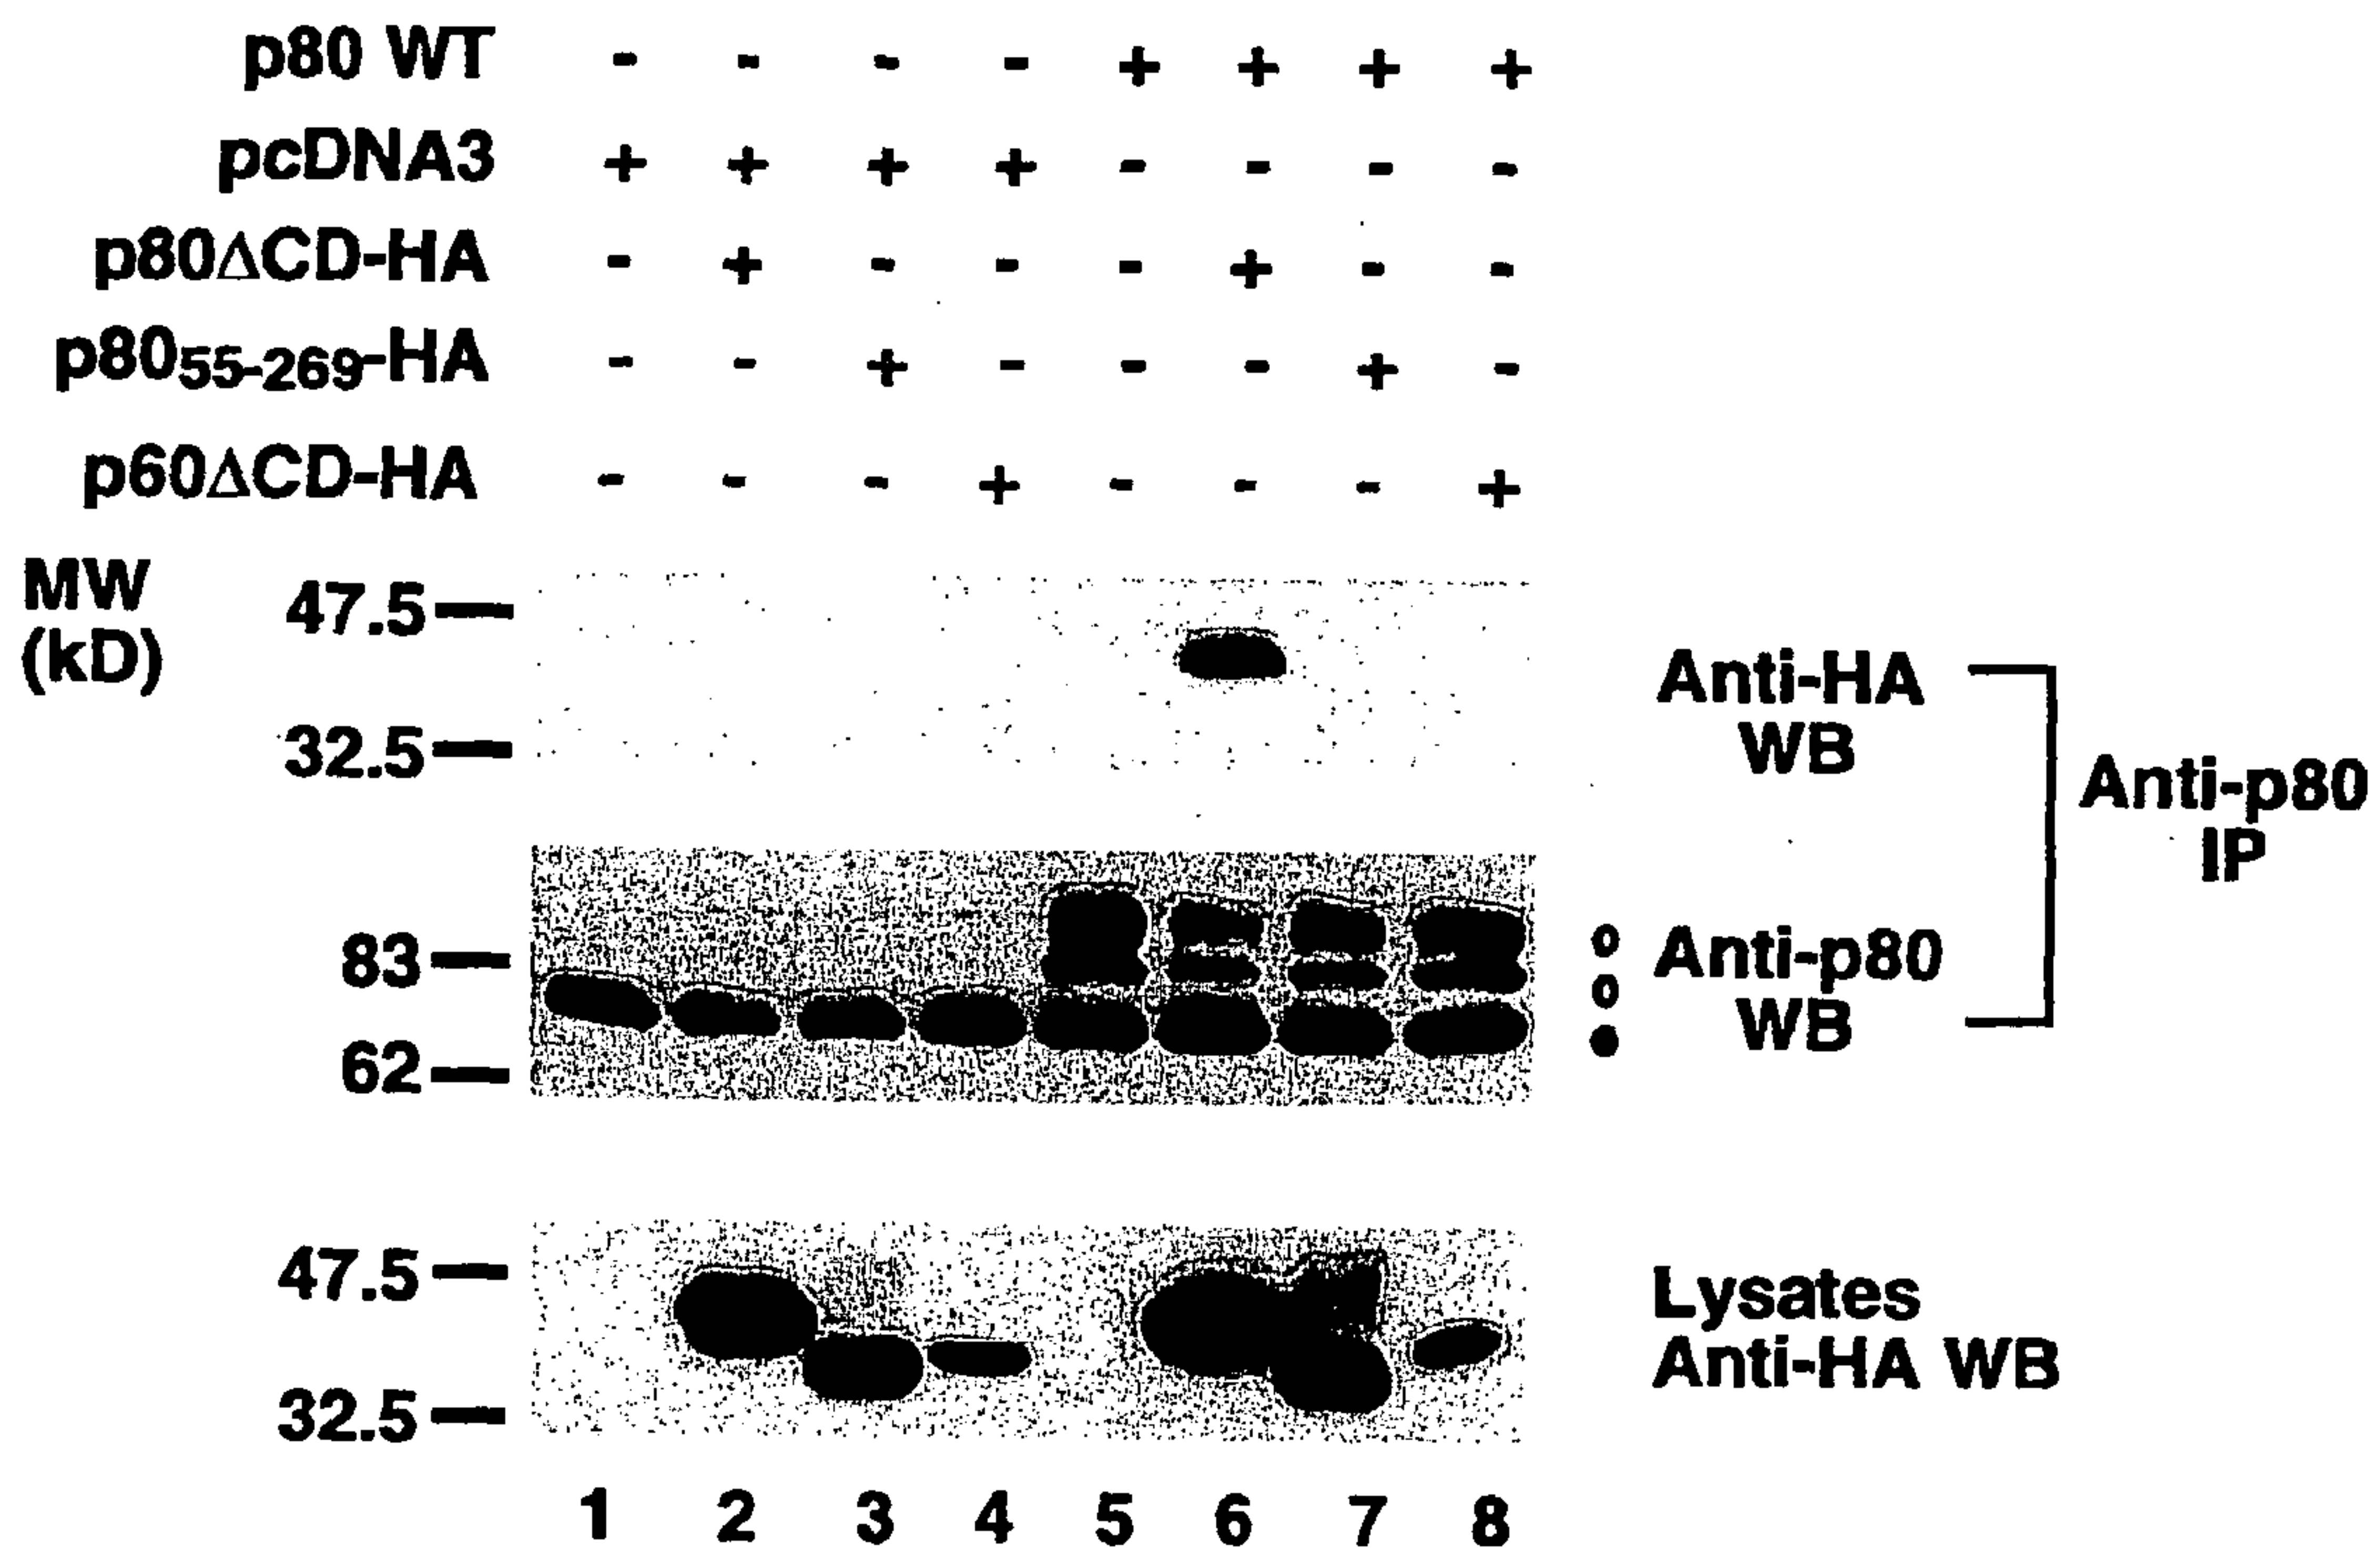 p80 WT - - - - + + + +
pcDNA3 + + + + - - - -
p80ΔCD-HA - + - - - + - -
p8055-269-HA - - + - - - + -
p60ΔCD-HA - - - + - - - +
MW
(kD)
47.5
32.5
Anti-HA
WB
83
62
Anti-p80
WB
Anti-p80
IP
47.5
32.5
Lysates
Anti-HA WB
1 2 3 4 5 6 7 8